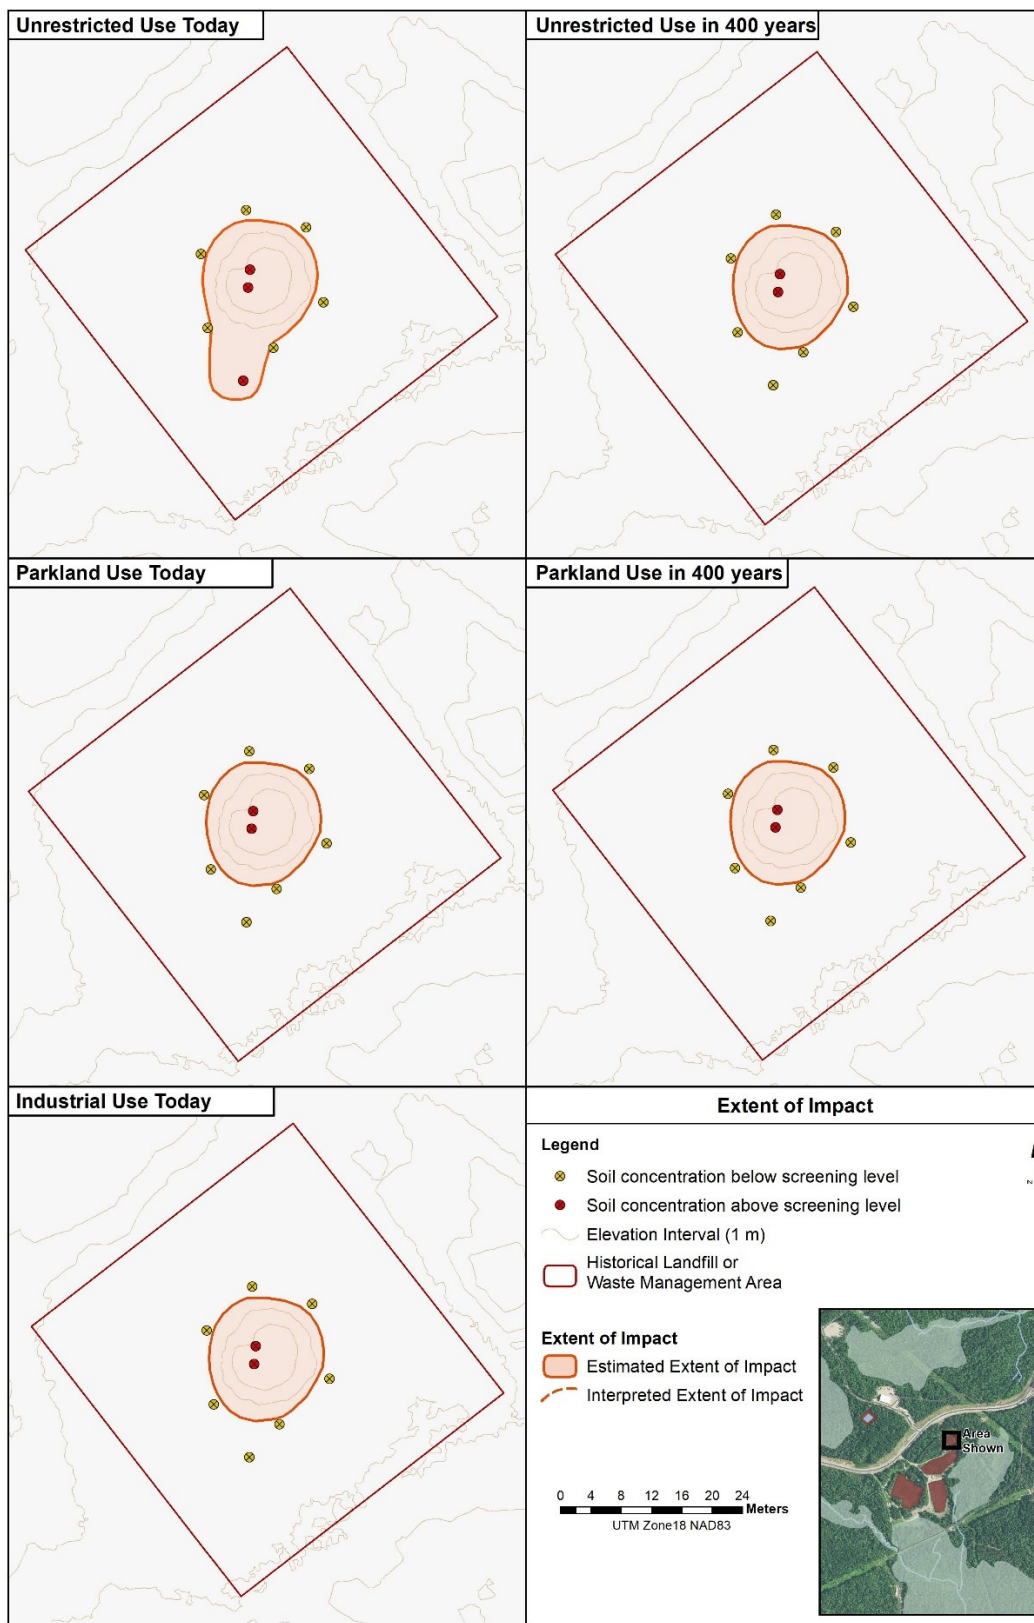 Unrestricted Use Today
Unrestricted Use in 400 years
Parkland Use Today
Parkland Use in 400 years
Industrial Use Today
Extent of Impact
Legend
Soil concentration below screening level
Soil concentration above screening level
Elevation Interval (1 m)
Historical Landfill or
Waste Management Area
Extent of Impact
Estimated Extent of Impact
Interpreted Extent of Impact
Area
Shown
0 4 8 12 16 20 24
Meters
UTM Zone18 NAD83